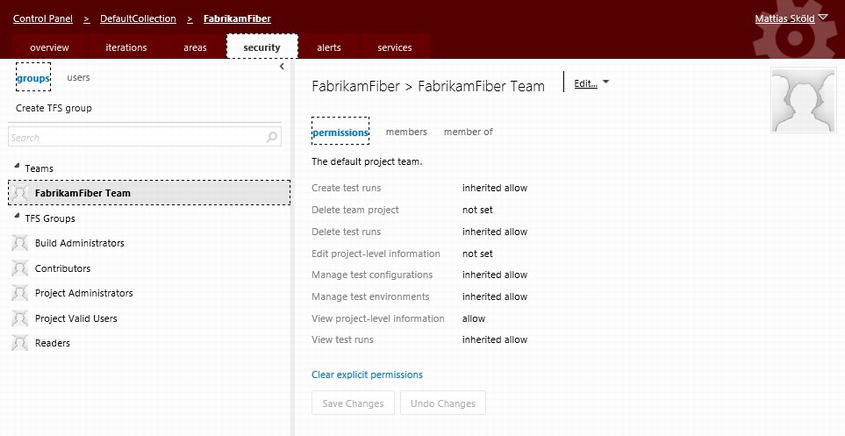 Control Panel > DefaultCollection > FabrikamFiber
Mattias Sköld
overview iterations areas security alerts services
groups users
Create TFS group
Search
Teams
FabrikamFiber Team
TFS Groups
Build Administrators
Contributors
Project Administrators
Project Valid Users
Readers
FabrikamFiber > FabrikamFiber Team
Edit...
permissions members member of
The default project team.
Create test runs inherited allow
Delete team project not set
Delete test runs inherited allow
Edit project-level information not set
Manage test configurations inherited allow
Manage test environments inherited allow
View project-level information allow
View test runs inherited allow
Clear explicit permissions
Save Changes Undo Changes